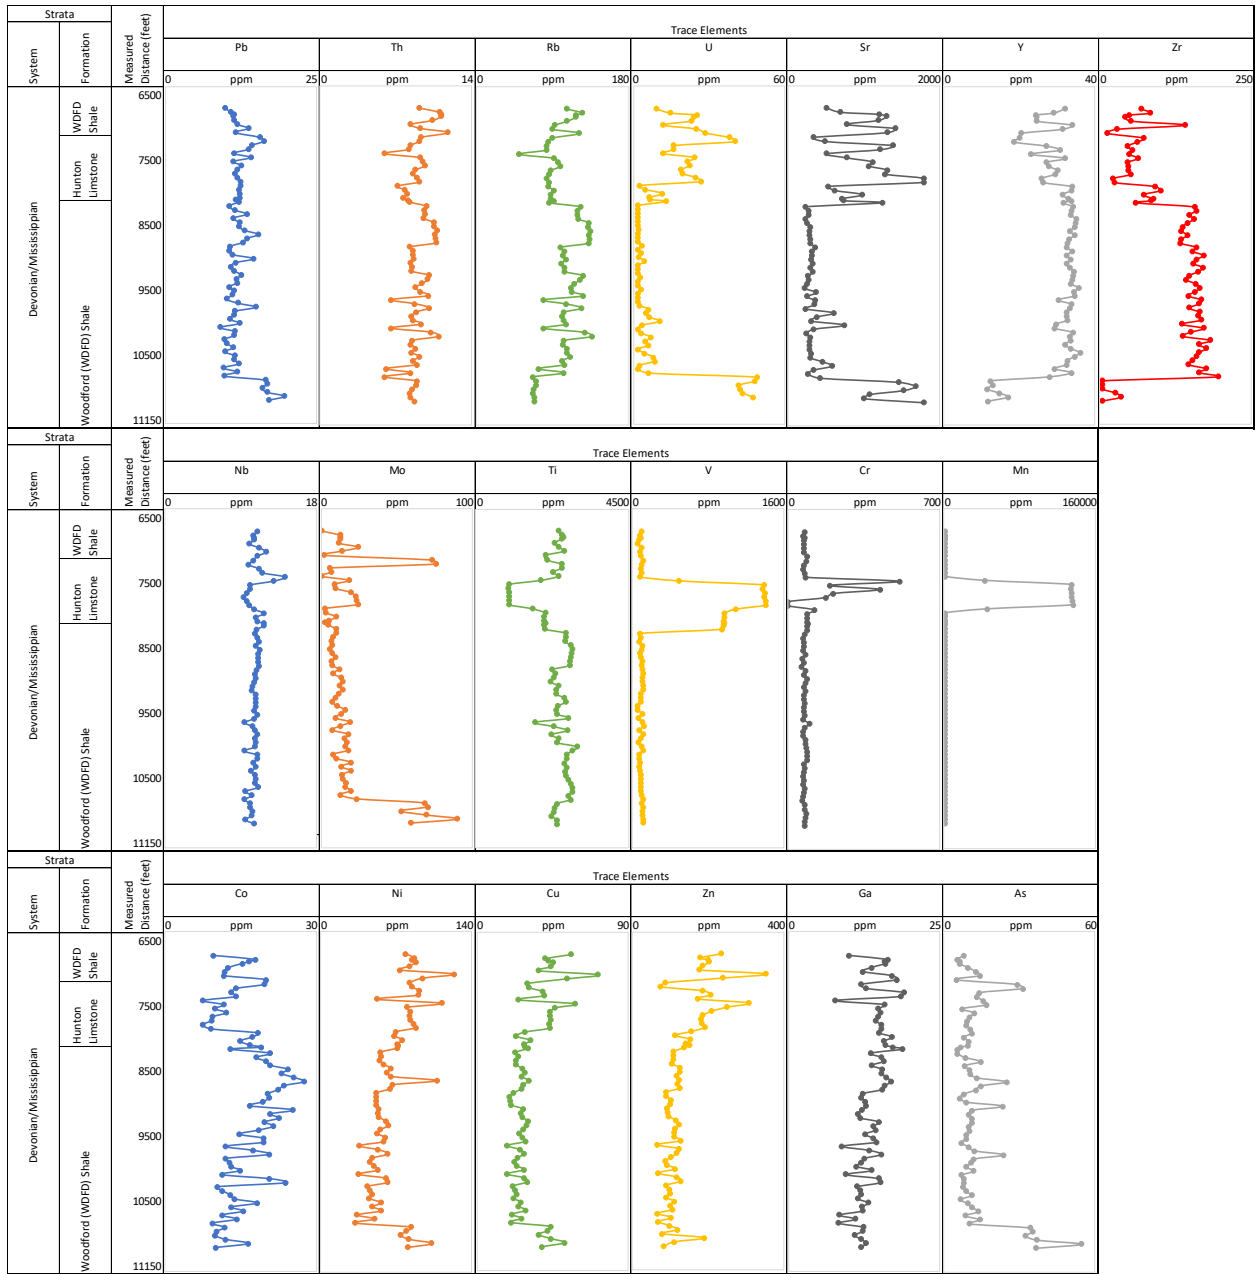 Strata
Trace Elements
System
Formation
Measured
Distance (feet)
Pb
Th
Rb
U
Sr
Y
Zr
0 ppm 25
0 ppm 14
0 ppm 180
0 ppm 60
0 ppm 2000
0 ppm 40
0 ppm 250
Devonian/Mississippian
WDFD
Shale
Hunton
Limstone
Woodford (WDFD) Shale
6500
7500
8500
9500
10500
11150
Strata
Trace Elements
System
Formation
Measured
Distance (feet)
Nb
Mo
Ti
V
Cr
Mn
0 ppm 18
0 ppm 100
0 ppm 4500
0 ppm 1600
0 ppm 700
0 ppm 160000
Devonian/Mississippian
WDFD
Shale
Hunton
Limstone
Woodford (WDFD) Shale
6500
7500
8500
9500
10500
11150
Strata
Trace Elements
System
Formation
Measured
Distance (feet)
Co
Ni
Cu
Zn
Ga
As
0 ppm 30
0 ppm 140
0 ppm 90
0 ppm 400
0 ppm 25
0 ppm 60
Devonian/Mississippian
WDFD
Shale
Hunton
Limstone
Woodford (WDFD) Shale
6500
7500
8500
9500
10500
11150